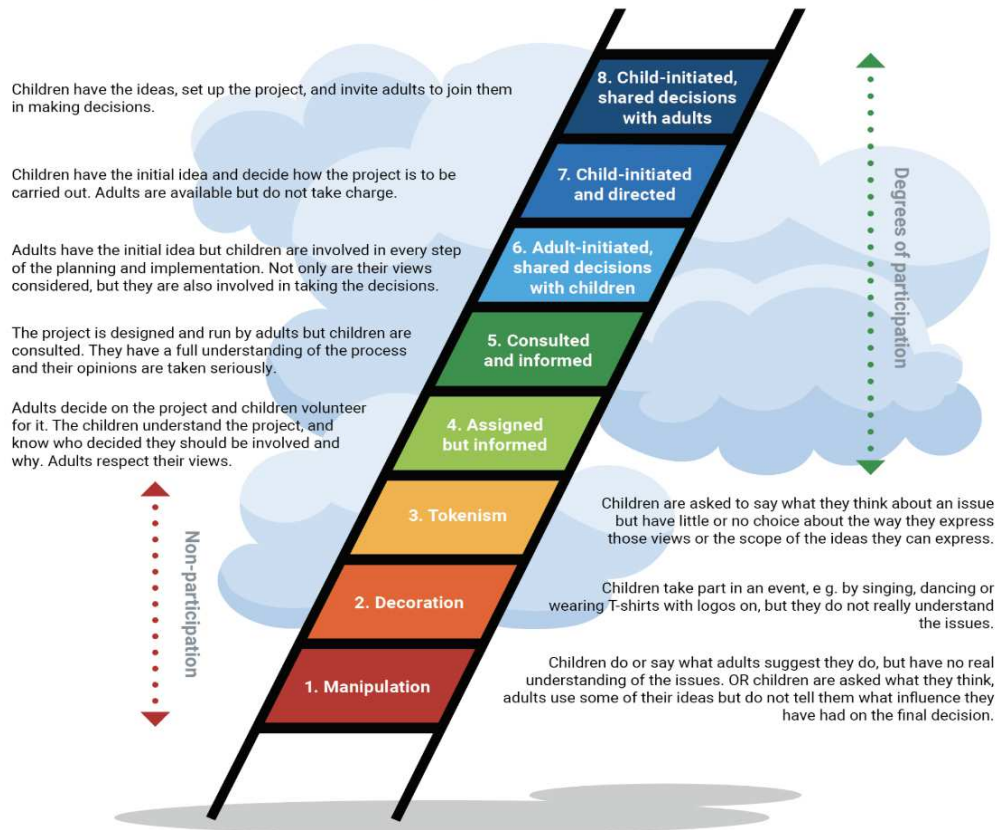 8. Child-initiated,
shared decisions
with adults
Children have the ideas, set up the project, and invite adults to join them
in making decisions.
7. Child-initiated
and directed
Children have the initial idea and decide how the project is to be
carried out. Adults are available but do not take charge.
Degrees of participation
6. Adult-initiated,
shared decisions
with children
Adults have the initial idea but children are involved in every step
of the planning and implementation. Not only are their views
considered, but they are also involved in taking the decisions.
5. Consulted
and informed
The project is designed and run by adults but children are
consulted. They have a full understanding of the process
and their opinions are taken seriously.
4. Assigned
but informed
Adults decide on the project and children volunteer
for it. The children understand the project, and
know who decided they should be involved and
why. Adults respect their views.
3. Tokenism
Children are asked to say what they think about an issue
but have little or no choice about the way they express
those views or the scope of the ideas they can express.
Non-participation
2. Decoration
Children take part in an event, e g. by singing, dancing or
wearing T-shirts with logos on, but they do not really understand
the issues.
1. Manipulation
Children do or say what adults suggest they do, but have no real
understanding of the issues. OR children are asked what they think,
adults use some of their ideas but do not tell them what influence they
have had on the final decision.